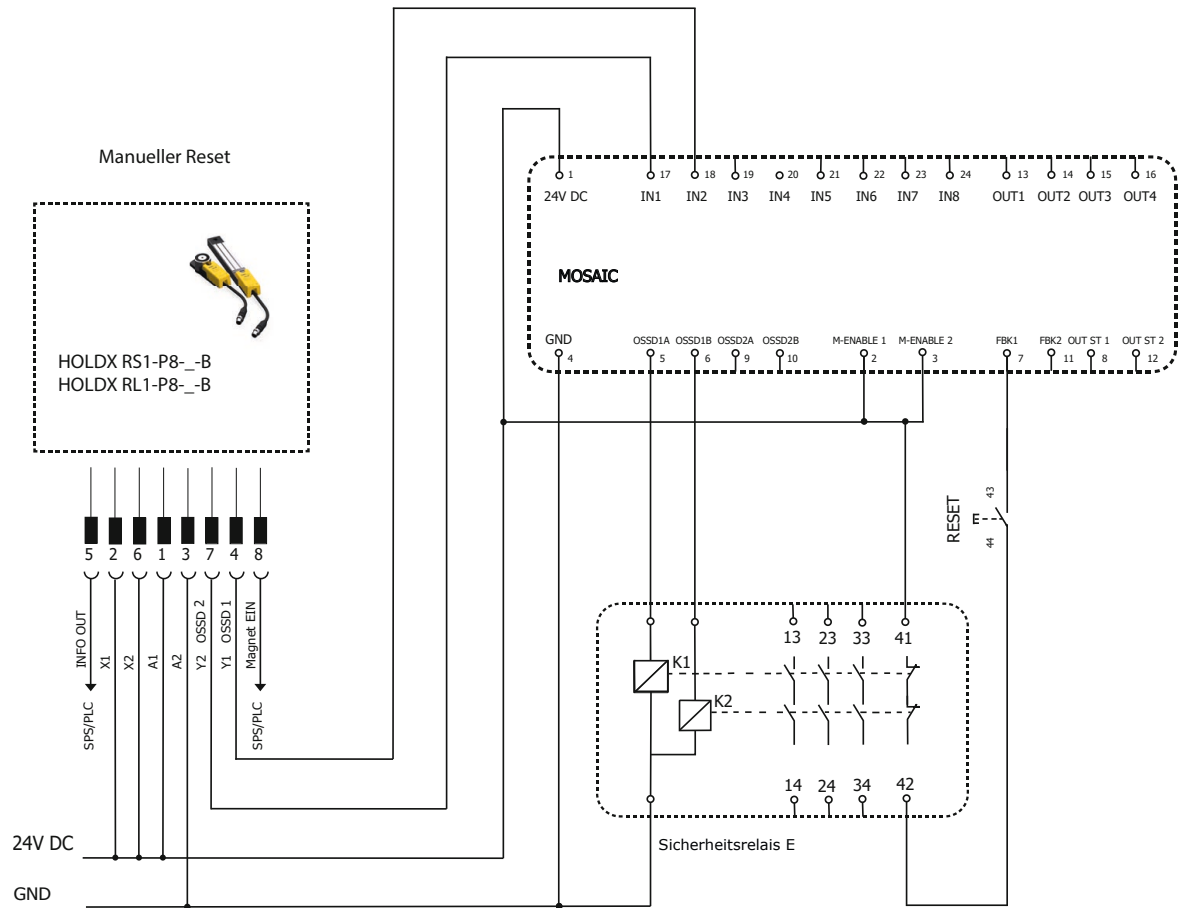 Manueller Reset
HOLDX RS1-P8-_-B
HOLDX RL1-P8-_-B
5 2 6 1 3 7 4 8
INFO OUT
X1
X2
A1
A2
Y2 OSSD 2
Y1 OSSD 1
Magnet EIN
SPS/PLC
SPS/PLC
24V DC
GND
1 17 18 19 20 21 22 23 24 13 14 15 16
24V DC IN1 IN2 IN3 IN4 IN5 IN6 IN7 IN8 OUT1 OUT2 OUT3 OUT4
MOSAIC
GND OSSD1A OSSD1B OSSD2A OSSD2B M-ENABLE 1 M-ENABLE 2 FBK1 FBK2 OUT ST 1 OUT ST 2
4 5 6 9 10 2 3 7 11 8 12
RESET
43
44
13 23 33 41
K1
K2
14 24 34 42
Sicherheitsrelais E